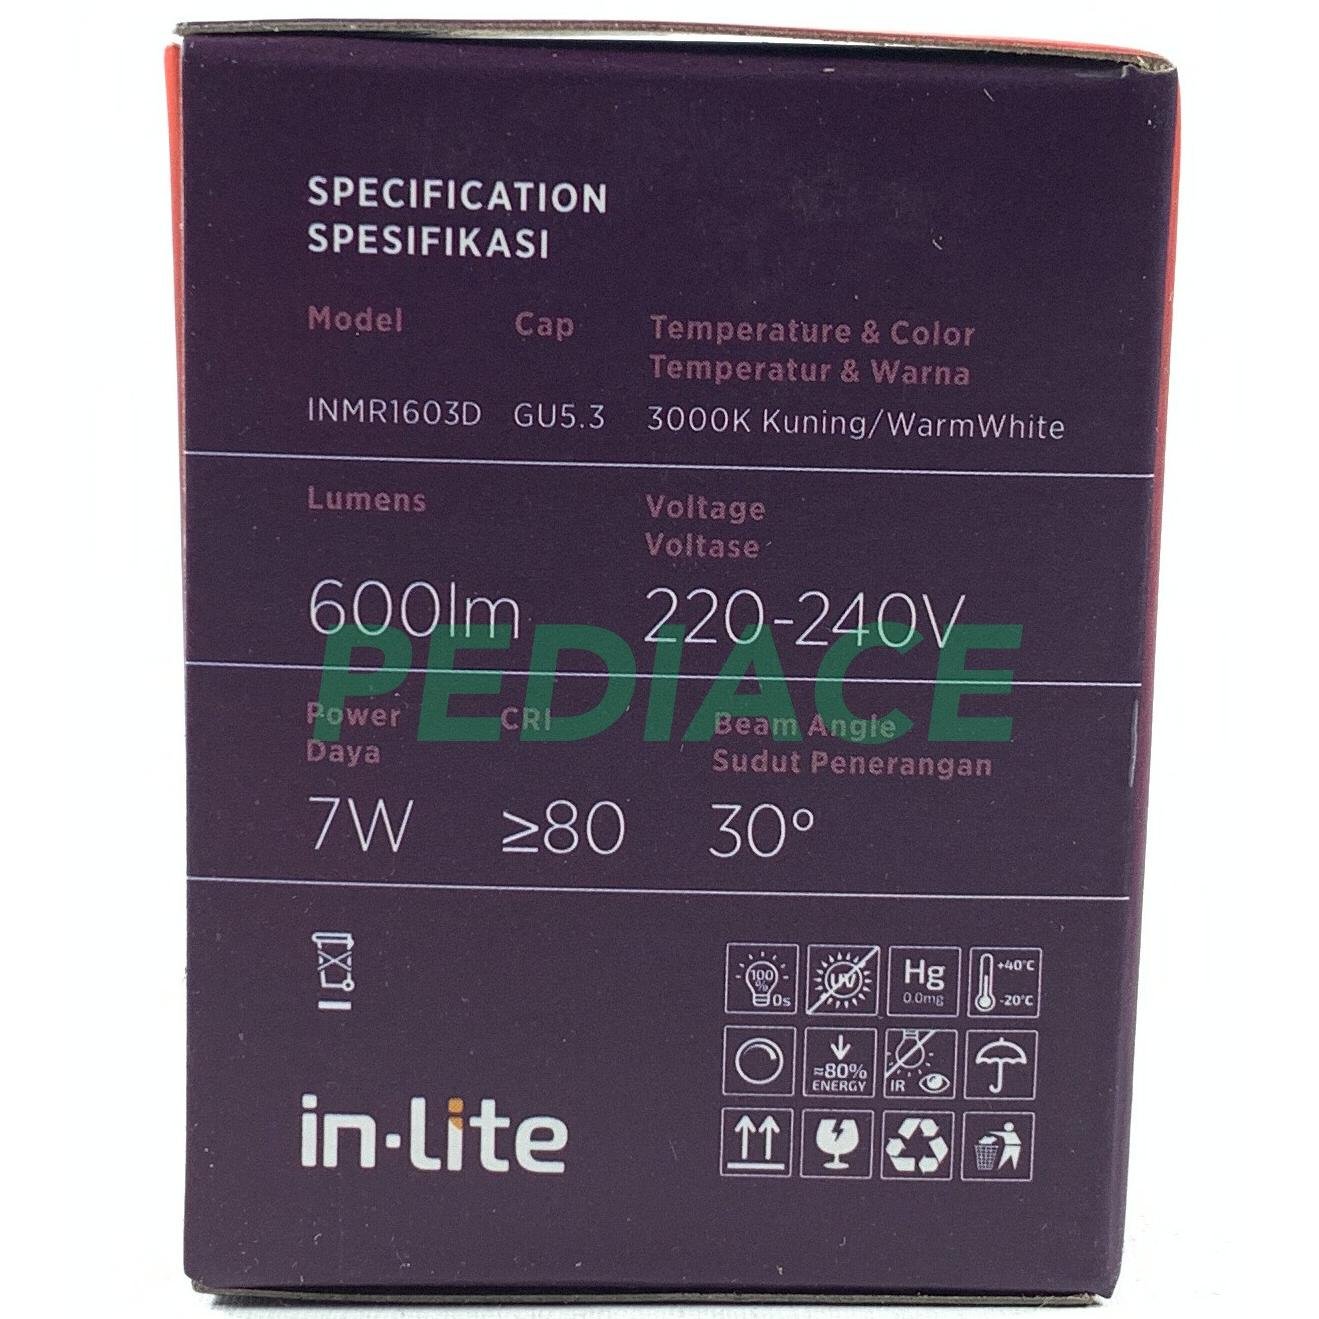 SPECIFICATION
SPESIFIKASI
Model Cap Temperature & Color
Temperatur & Warna
INMR1603D GU5.3 3000K Kuning/WarmWhite
Lumens Voltage
Voltase
600lm 220-240V
PEDIACE
Power CRI Beam Angle
Daya Sudut Penerangan
7W ≥80 30°
100% 0s UV Hg 0.0mg +40°C -20°C
≈80% ENERGY IR
in·lite